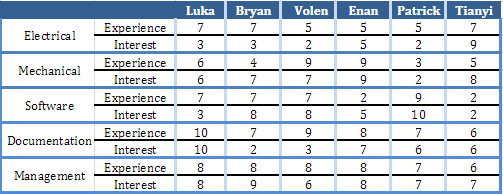 Luka Bryan Volen Enan Patrick Tianyi
Electrical Experience 7 7 5 5 5 7
Interest 3 3 2 5 2 9
Mechanical Experience 6 4 9 9 3 5
Interest 6 7 7 9 2 8
Software Experience 7 7 7 2 9 2
Interest 3 8 8 5 10 2
Documentation Experience 10 7 9 8 7 6
Interest 10 2 3 7 6 6
Management Experience 8 8 8 8 7 6
Interest 8 9 6 8 7 7